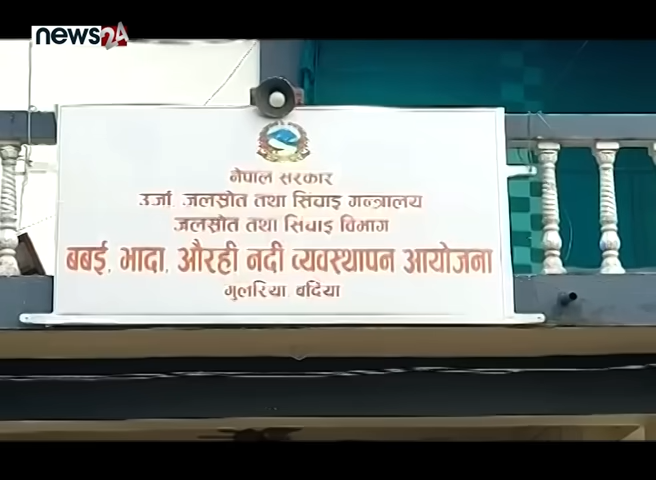 news24
नेपाल सरकार
उर्जा, जलस्रोत तथा सिंचाइ मन्त्रालय
जलस्रोत तथा सिंचाइ विभाग
बबई, भादा, औरही नदी व्यवस्थापन आयोजना
गुलरिया, बर्दिया